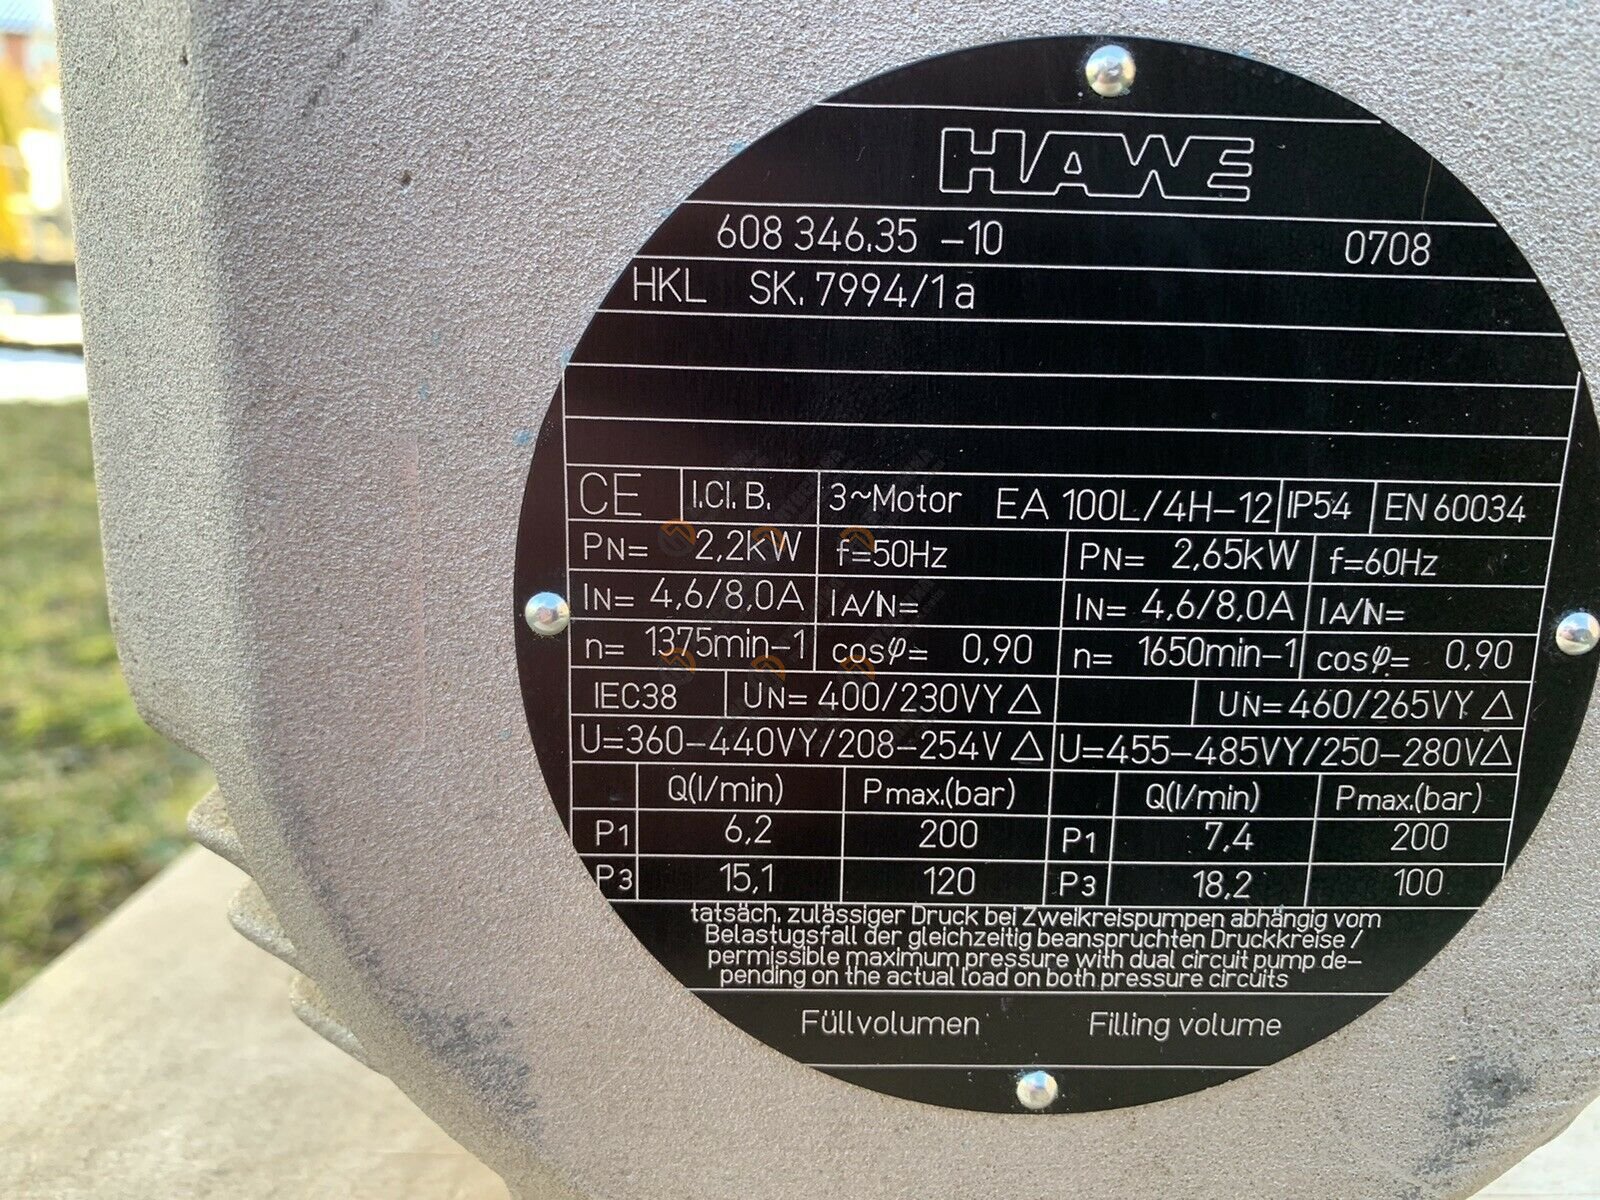 HAWE
608 346.35 -10 0708
HKL SK. 7994/1a
CE I.Cl. B. 3~Motor EA 100L/4H-12 IP54 EN 60034
PN= 2,2kW f=50Hz PN= 2,65kW f=60Hz
IN= 4,6/8,0A IA/IN= IN= 4,6/8,0A IA/IN=
n= 1375min-1 cosφ= 0,90 n= 1650min-1 cosφ= 0,90
IEC38 UN= 400/230VY△ UN= 460/265VY △
U=360-440VY/208-254V △ U=455-485VY/250-280V△
Q(l/min) Pmax.(bar) Q(l/min) Pmax.(bar)
P1 6,2 200 P1 7,4 200
P3 15,1 120 P3 18,2 100
tatsäch. zulässiger Druck bei Zweikreispumpen abhängig vom
Belastugsfall der gleichzeitig beanspruchten Druckkreise /
permissible maximum pressure with dual circuit pump de-
pending on the actual load on both pressure circuits
Füllvolumen Filling volume